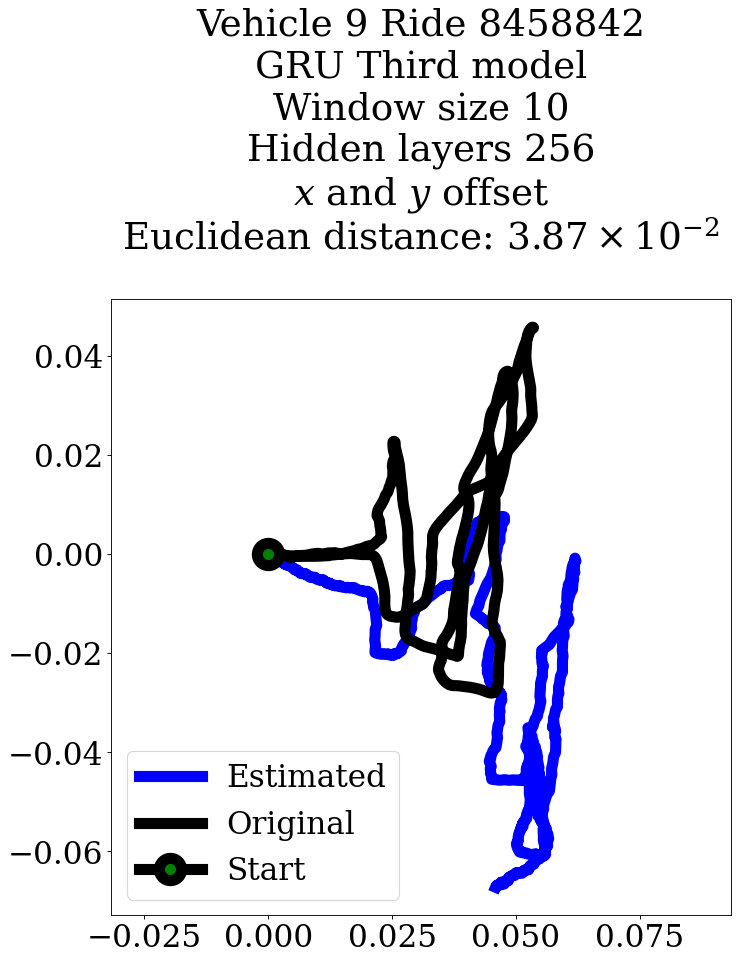 Vehicle 9 Ride 8458842
GRU Third model
Window size 10
Hidden layers 256
x and y offset
Euclidean distance: 3.87 × 10⁻²
0.04
0.02
0.00
−0.02
−0.04
−0.06
Estimated
Original
Start
−0.025 0.000 0.025 0.050 0.075